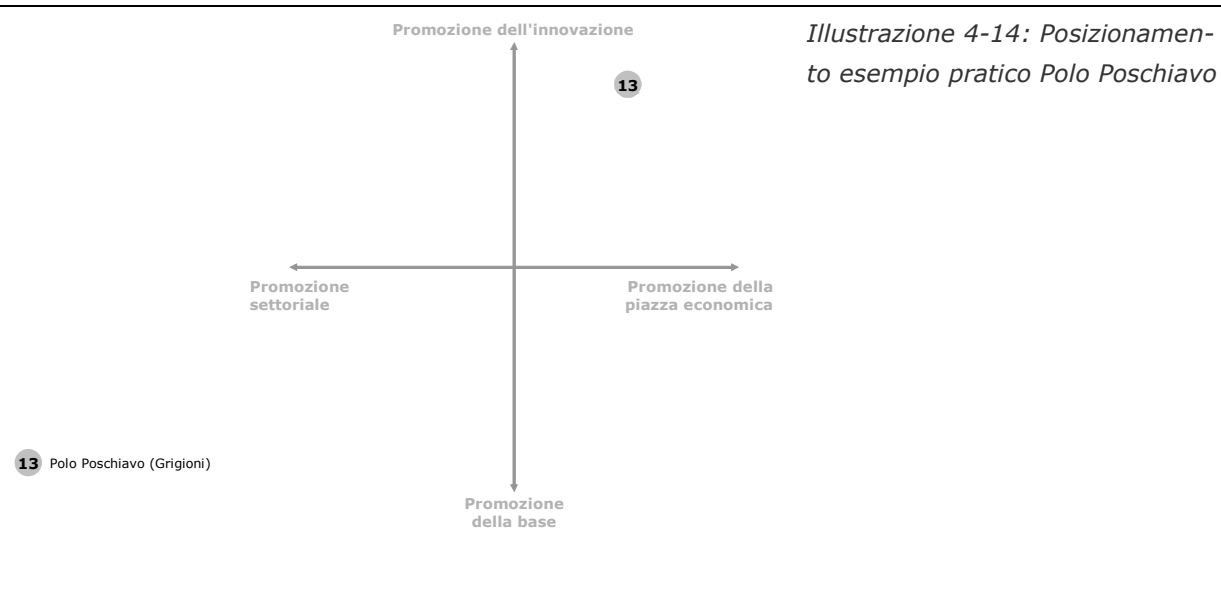 Promozione dell'innovazione
Illustrazione 4-14: Posizionamen-
to esempio pratico Polo Poschiavo
13
Promozione
settoriale
Promozione della
piazza economica
13 Polo Poschiavo (Grigioni)
Promozione
della base